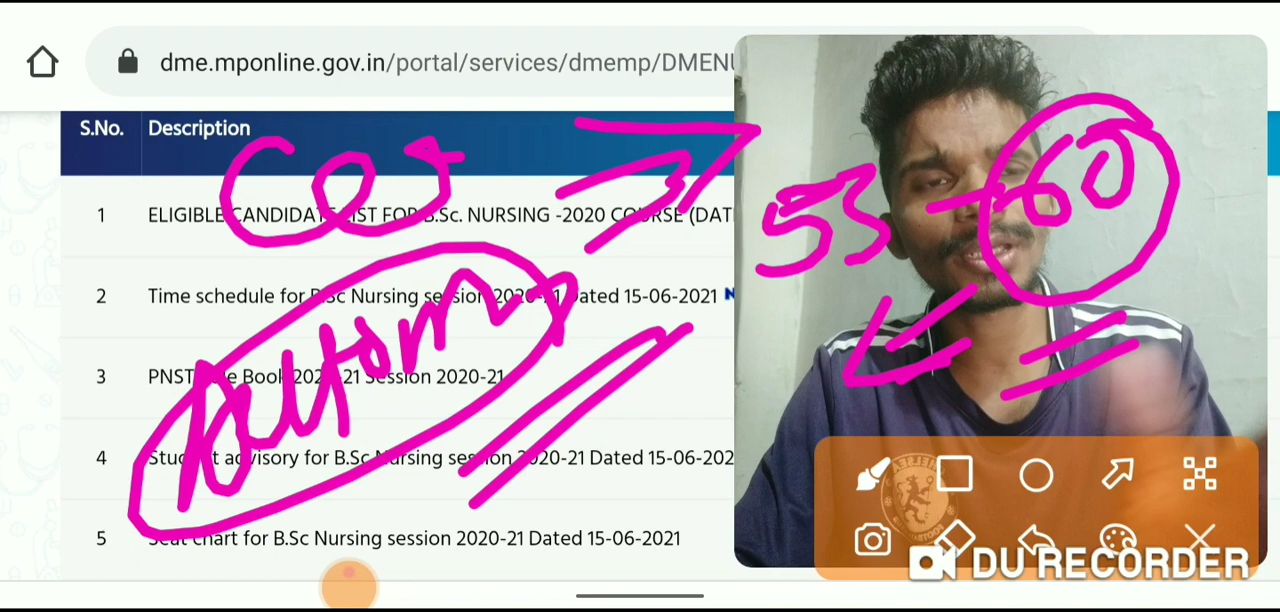 dme.mponline.gov.in/portal/services/dmemp/DMENU
S.No. Description
1 ELIGIBLE CANDIDATE LIST FOR B.Sc. NURSING -2020 COURSE (DAT
53 - 60
2 Time schedule for B.Sc Nursing session 2020-21 Dated 15-06-2021 N
3 PNST Rule Book 2020-21 Session 2020-21
4 Student advisory for B.Sc Nursing session 2020-21 Dated 15-06-202
5 Seat chart for B.Sc Nursing session 2020-21 Dated 15-06-2021
CHELSEA
FOOTBALL
DU RECORDER